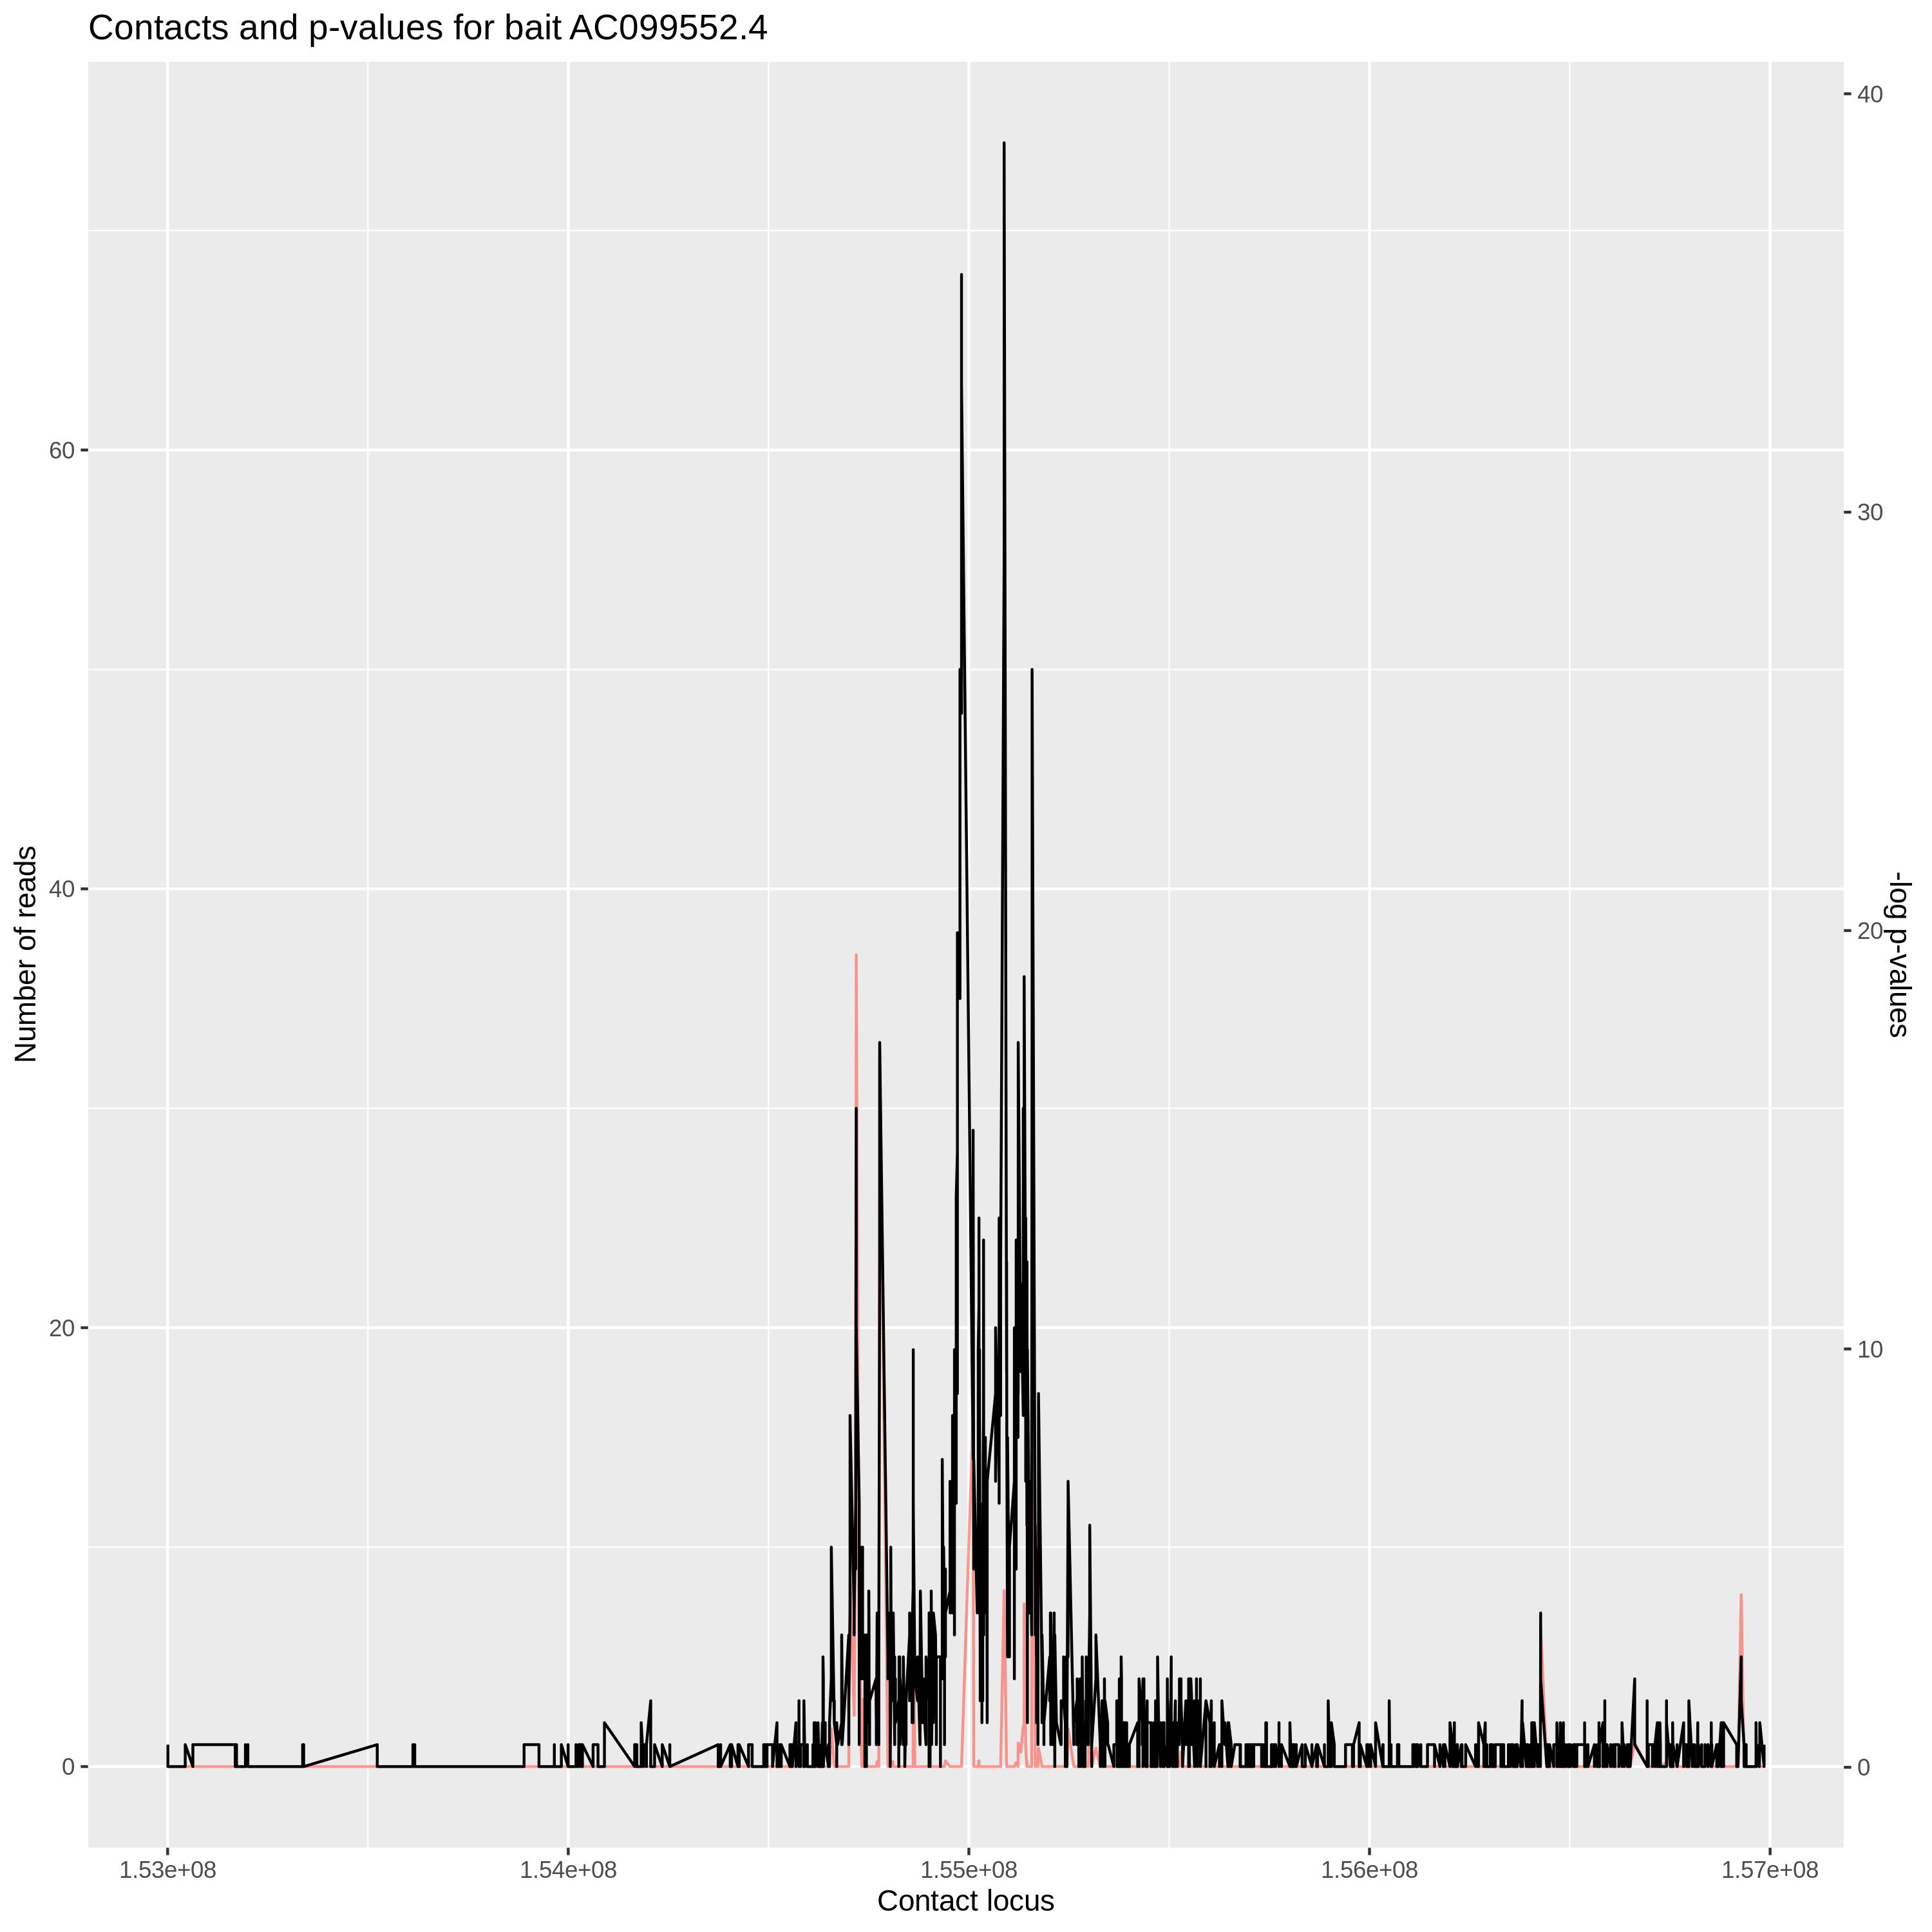 Contacts and p-values for bait AC099552.4
Number of reads
60
40
20
0
40
30
20
10
0
-log p-values
1.53e+08 1.54e+08 1.55e+08 1.56e+08 1.57e+08
Contact locus